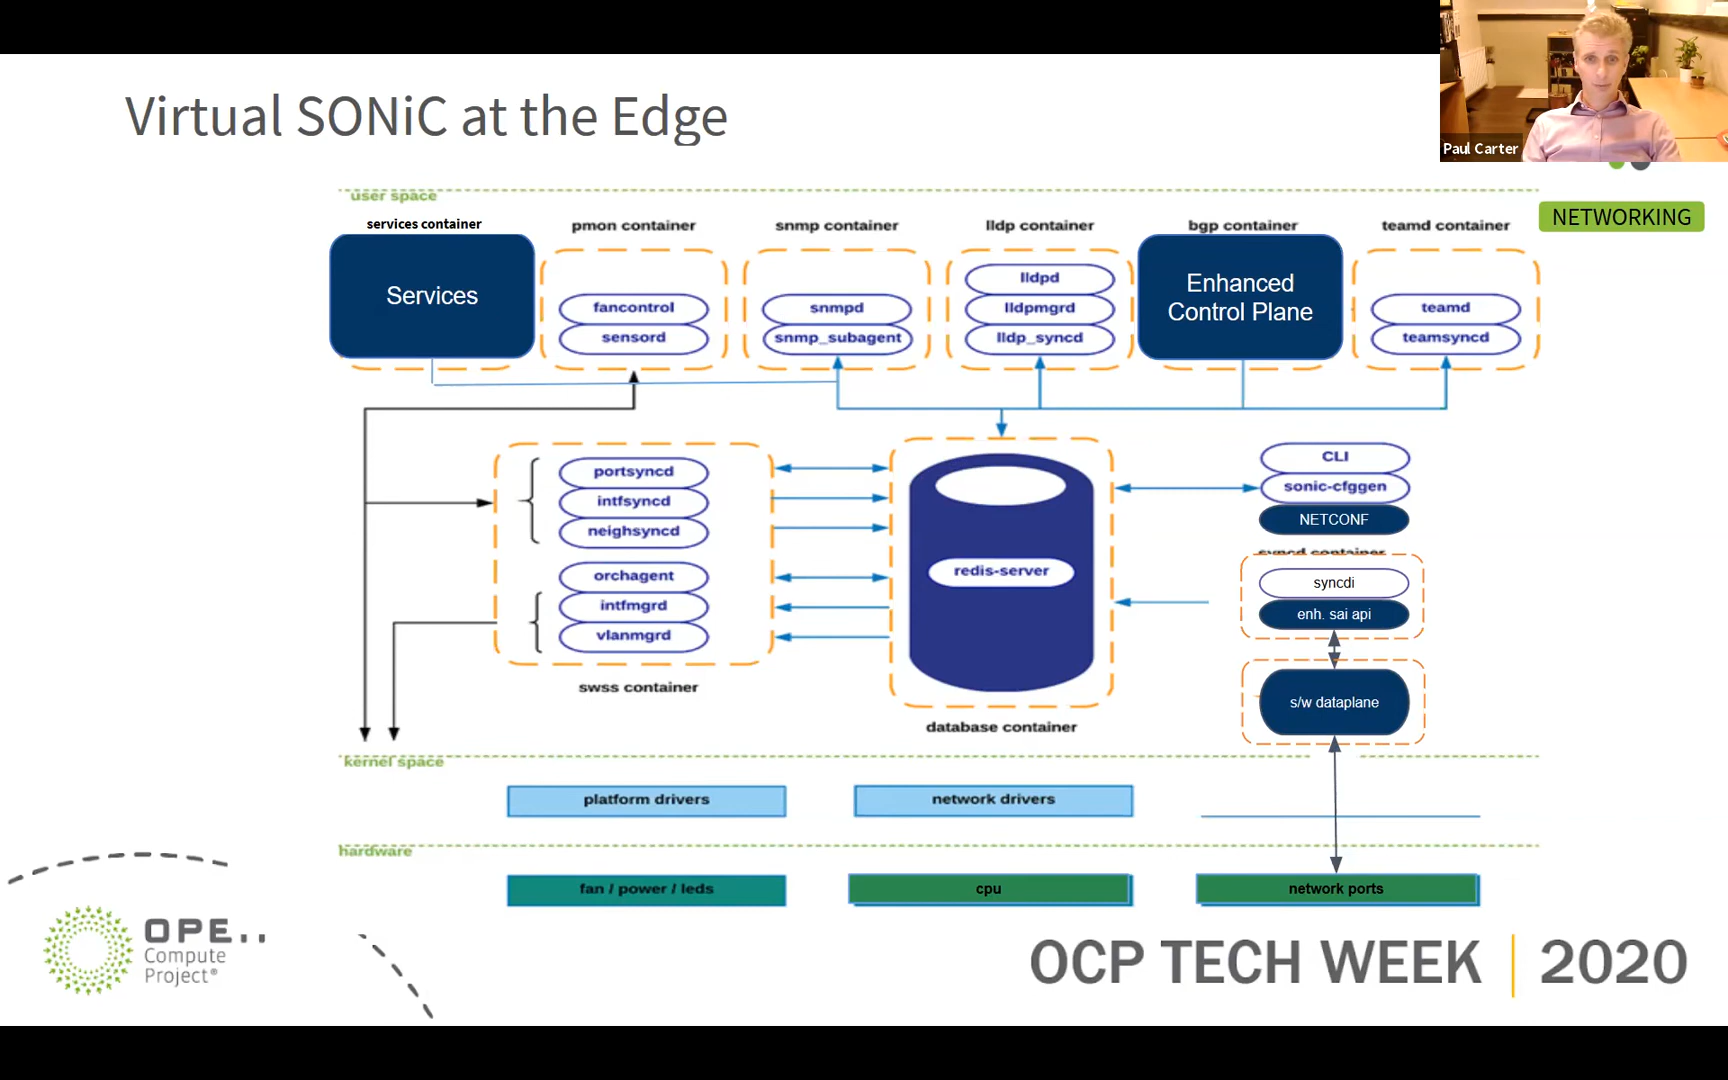 Virtual SONiC at the Edge
Paul Carter
NETWORKING
user space
services container
pmon container
snmp container
lldp container
bgp container
teamd container
Services
fancontrol
sensord
snmpd
snmp_subagent
lldpd
lldpmgrd
lldp_syncd
Enhanced
Control Plane
teamd
teamsyncd
portsyncd
intfsyncd
neighsyncd
orchagent
intfmgrd
vlanmgrd
swss container
redis-server
database container
CLI
sonic-cfggen
NETCONF
syncd container
syncdi
enh. sai api
s/w dataplane
kernel space
platform drivers
network drivers
hardware
fan / power / leds
cpu
network ports
OPE
Compute
Project®
OCP TECH WEEK | 2020